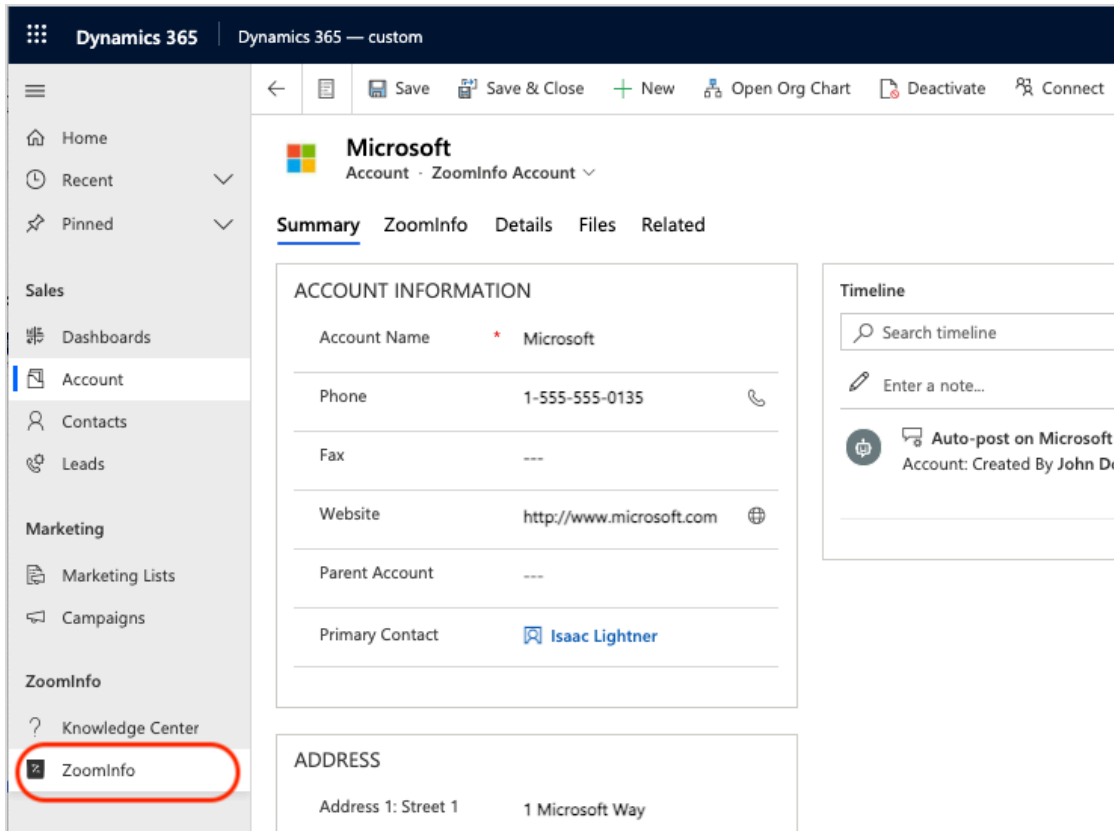 Dynamics 365 Dynamics 365 — custom
Save Save & Close New Open Org Chart Deactivate Connect
Home
Recent
Pinned
Sales
Dashboards
Account
Contacts
Leads
Marketing
Marketing Lists
Campaigns
ZoomInfo
? Knowledge Center
ZoomInfo
Microsoft
Account · ZoomInfo Account
Summary ZoomInfo Details Files Related
ACCOUNT INFORMATION
Account Name * Microsoft
Phone 1-555-555-0135
Fax ---
Website http://www.microsoft.com
Parent Account ---
Primary Contact Isaac Lightner
ADDRESS
Address 1: Street 1 1 Microsoft Way
Timeline
Search timeline
Enter a note...
Auto-post on Microsoft
Account: Created By John